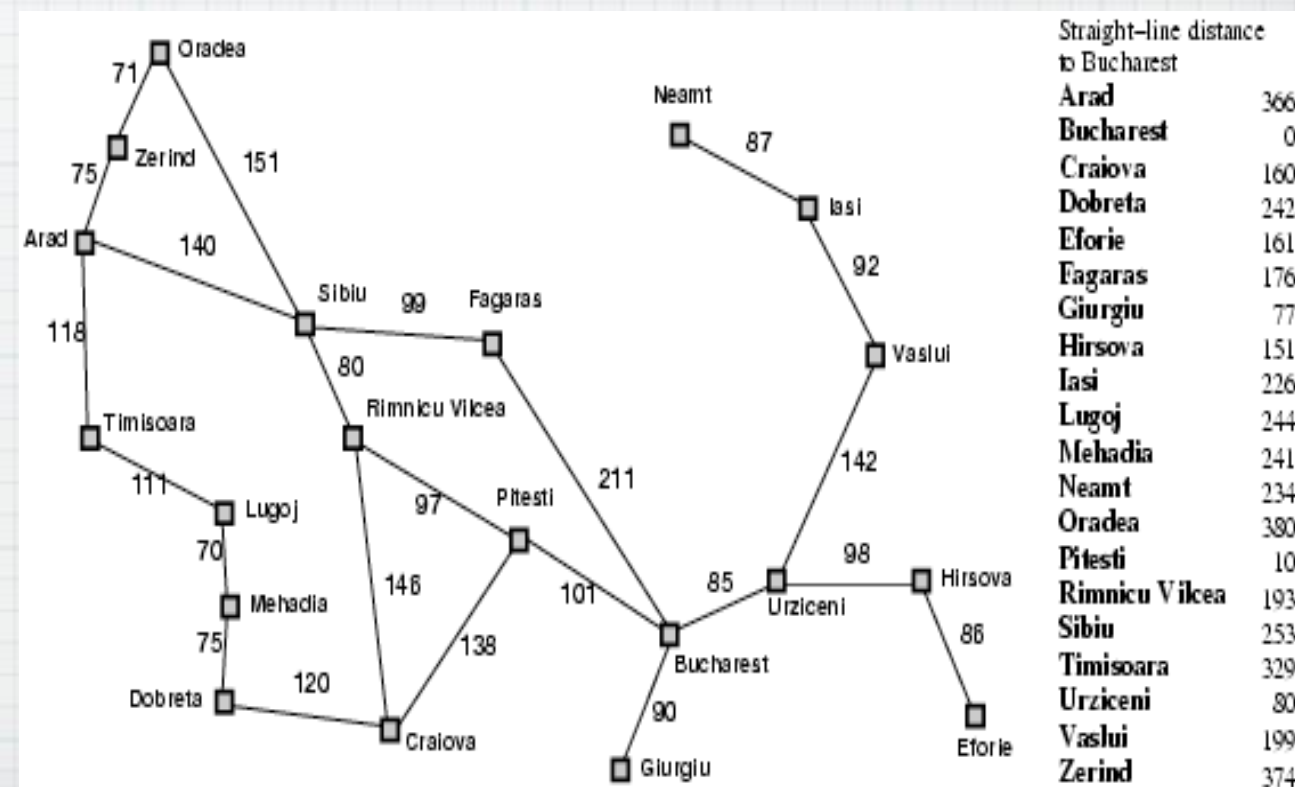 Oradea
71
Neamt
87
Zerind
151
75
Iasi
Arad
140
92
Sibiu
99
Fagaras
118
80
Vaslui
Rimnicu Vilcea
Timisoara
142
111
211
Lugoj
97
Pitesti
70
98
Hirsova
146
85
101
Urziceni
Mehadia
86
75
138
Bucharest
120
Dobreta
90
Craiova
Eforie
Giurgiu
Straight-line distance
to Bucharest
Arad 366
Bucharest 0
Craiova 160
Dobreta 242
Eforie 161
Fagaras 176
Giurgiu 77
Hirsova 151
Iasi 226
Lugoj 244
Mehadia 241
Neamt 234
Oradea 380
Pitesti 10
Rimnicu Vilcea 193
Sibiu 253
Timisoara 329
Urziceni 80
Vaslui 199
Zerind 374